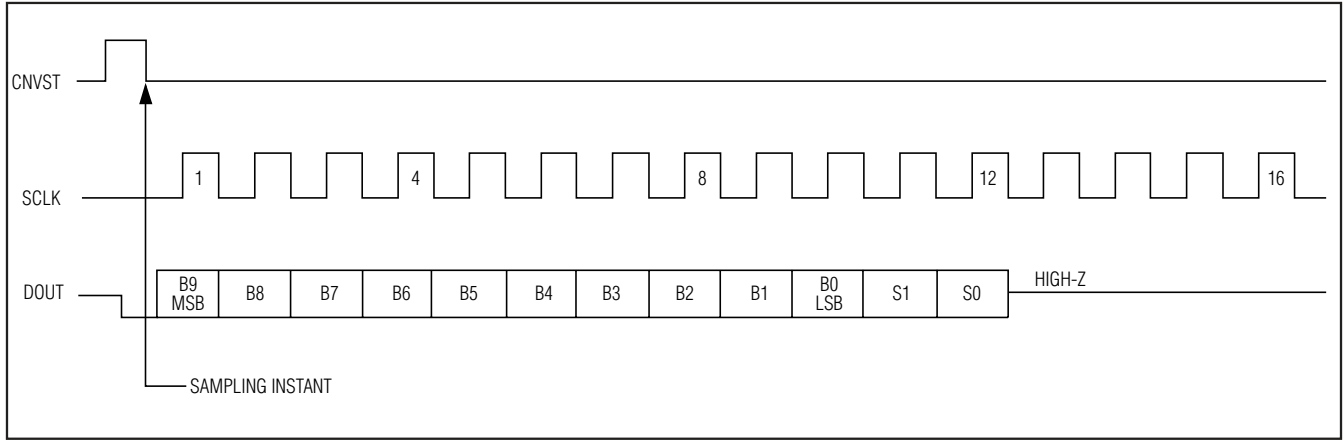 CNVST
1 4 8 12 16
SCLK
HIGH-Z
DOUT
B9 MSB B8 B7 B6 B5 B4 B3 B2 B1 B0 LSB S1 S0
SAMPLING INSTANT